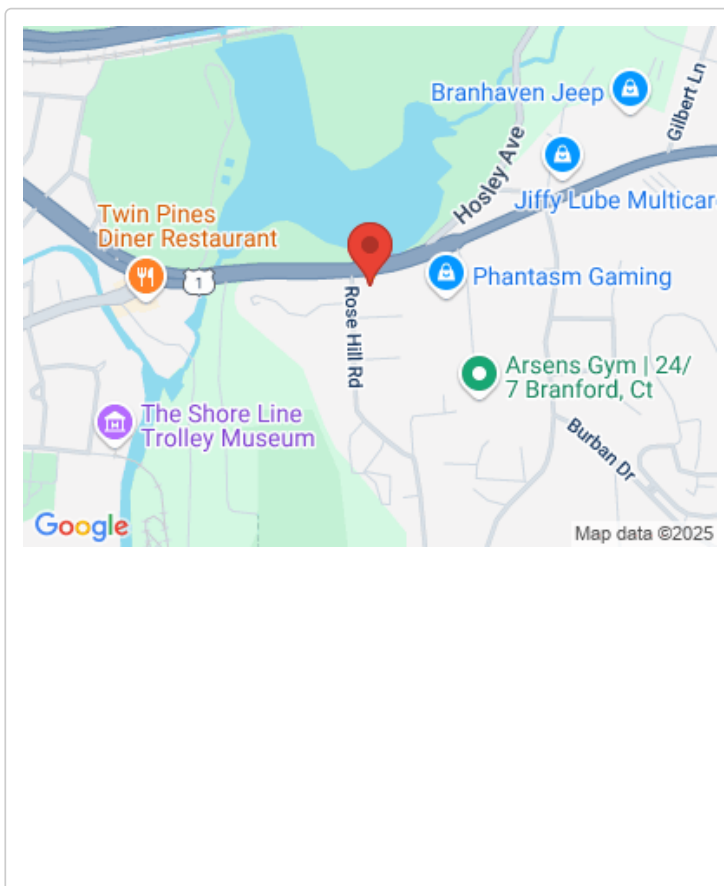 Branhaven Jeep
Gilbert Ln
Hosley Ave
Jiffy Lube Multicar
Twin Pines
Diner Restaurant
1
Phantasm Gaming
Rose Hill Rd
Arsens Gym | 24/
7 Branford, Ct
The Shore Line
Trolley Museum
Burban Dr
Google
Map data ©2025